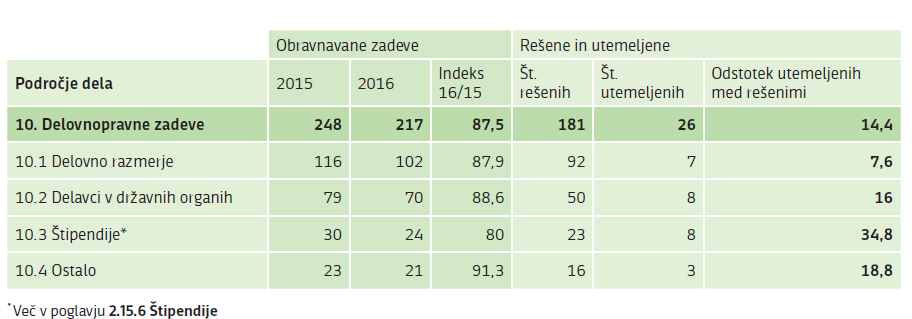 Obravnavane zadeve Rešene in utemeljene
Področje dela 2015 2016 Indeks 16/15 Št. rešenih Št. utemeljenih Odstotek utemeljenih med rešenimi
10. Delovnopravne zadeve 248 217 87,5 181 26 14,4
10.1 Delovno razmerje 116 102 87,9 92 7 7,6
10.2 Delavci v državnih organih 79 70 88,6 50 8 16
10.3 Štipendije* 30 24 80 23 8 34,8
10.4 Ostalo 23 21 91,3 16 3 18,8
*Več v poglavju 2.15.6 Štipendije